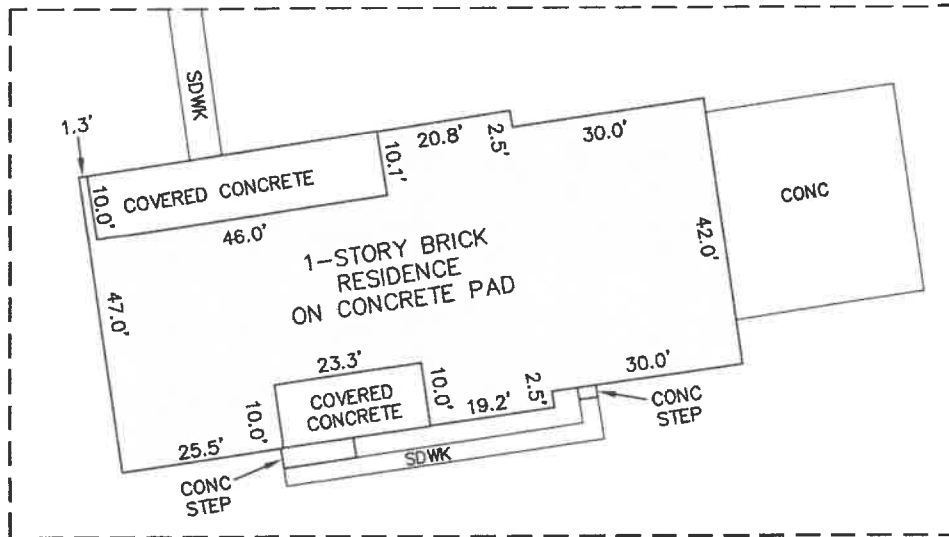 SDWK
1.3'
20.8'
2.5'
30.0'
10.0'
COVERED CONCRETE
10.1'
46.0'
CONC
1-STORY BRICK
RESIDENCE
ON CONCRETE PAD
42.0'
47.0'
23.3'
COVERED
CONCRETE
10.0'
10.0'
19.2'
2.5'
30.0'
CONC
STEP
25.5'
SDWK
CONC
STEP